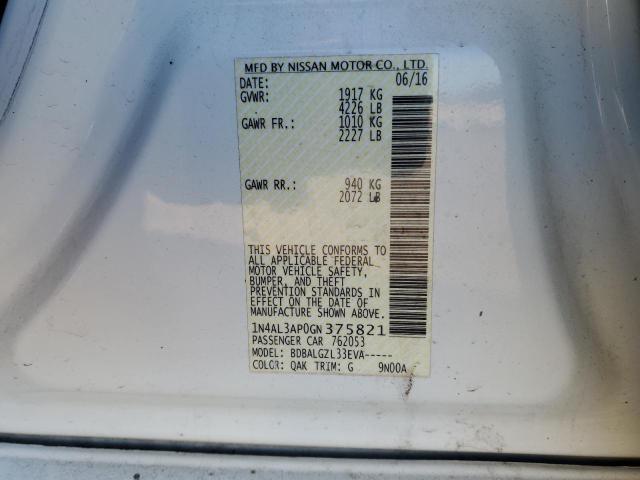 MFD BY NISSAN MOTOR CO., LTD.
DATE: 06/16
GVWR: 1917 KG
4226 LB
GAWR FR.: 1010 KG
2227 LB
GAWR RR.: 940 KG
2072 LB
THIS VEHICLE CONFORMS TO
ALL APPLICABLE FEDERAL
MOTOR VEHICLE SAFETY,
BUMPER, AND THEFT
PREVENTION STANDARDS IN
EFFECT ON THE DATE OF
MANUFACTURE SHOWN ABOVE.
1N4AL3AP0GN375821
PASSENGER CAR 762053
MODEL: BDBALGZL33EVA-----
COLOR: QAK TRIM: G 9N00A